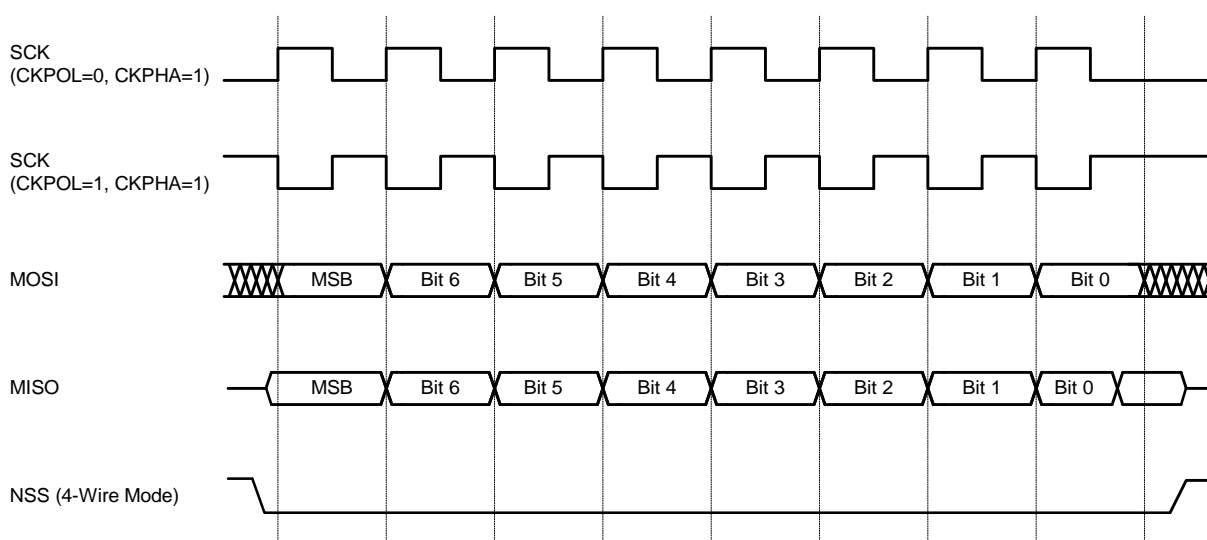 SCK
(CKPOL=0, CKPHA=1)
SCK
(CKPOL=1, CKPHA=1)
MOSI MSB Bit 6 Bit 5 Bit 4 Bit 3 Bit 2 Bit 1 Bit 0
MISO MSB Bit 6 Bit 5 Bit 4 Bit 3 Bit 2 Bit 1 Bit 0
NSS (4-Wire Mode)